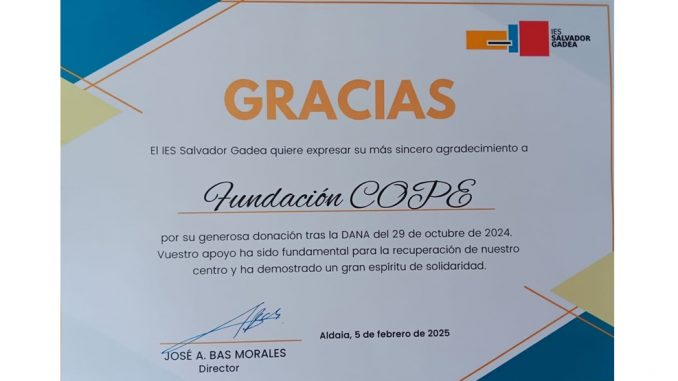 IES
SALVADOR
GADEA
GRACIAS
El IES Salvador Gadea quiere expresar su más sincero agradecimiento a
Fundación COPE
por su generosa donación tras la DANA del 29 de octubre de 2024.
Vuestro apoyo ha sido fundamental para la recuperación de nuestro
centro y ha demostrado un gran espíritu de solidaridad.
Aldaia, 5 de febrero de 2025
JOSÉ A. BAS MORALES
Director